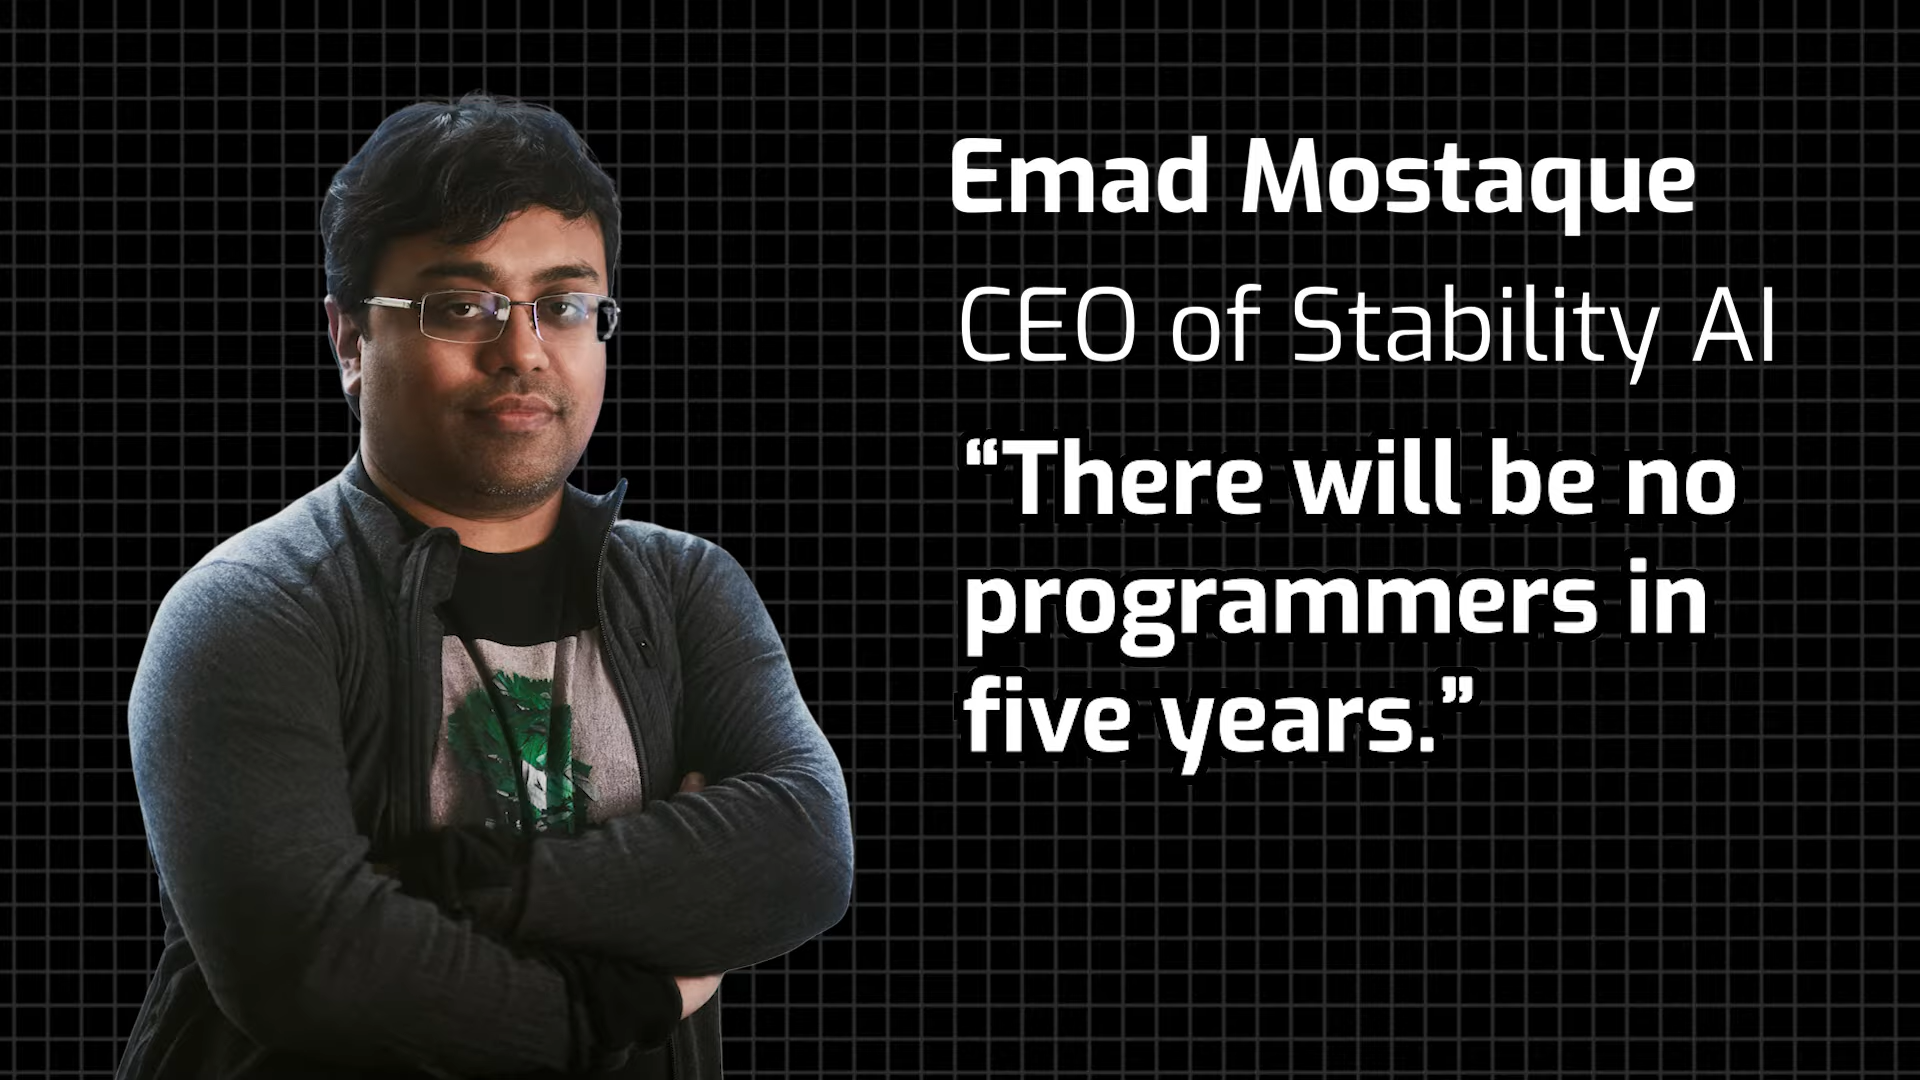 Emad Mostaque
CEO of Stability AI
“There will be no
programmers in
five years.”